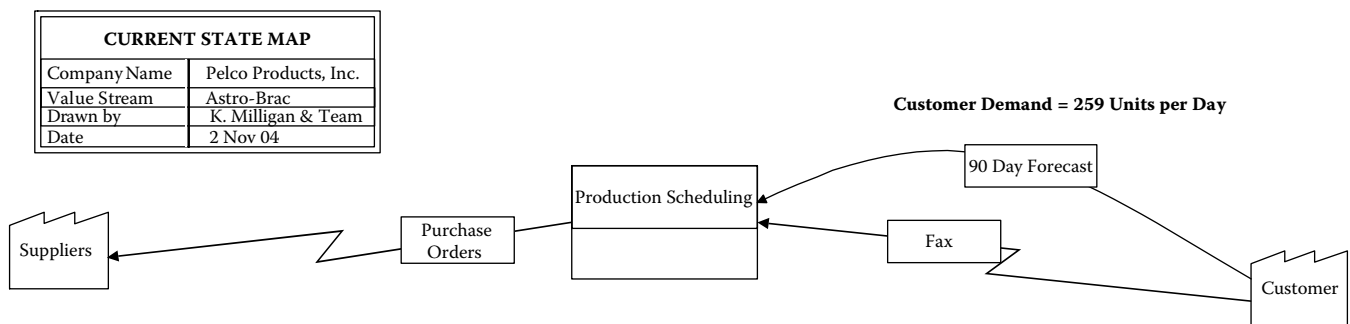 CURRENT STATE MAP
Company Name Pelco Products, Inc.
Value Stream Astro-Brac
Drawn by K. Milligan & Team
Date 2 Nov 04
Customer Demand = 259 Units per Day
90 Day Forecast
Production Scheduling
Purchase
Orders
Fax
Suppliers
Customer